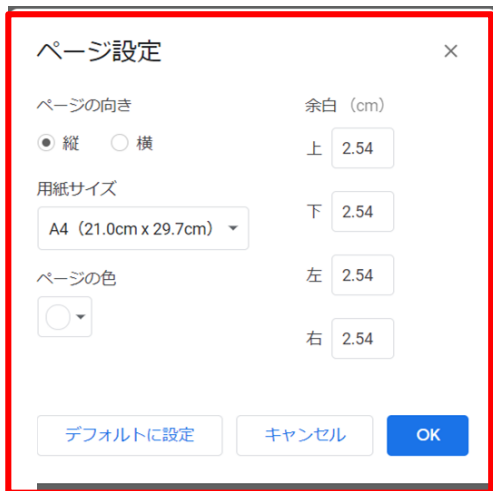 ページ設定
ページの向き
縦 横
用紙サイズ
A4（21.0cm x 29.7cm）
ページの色
余白（cm）
上 2.54
下 2.54
左 2.54
右 2.54
デフォルトに設定 キャンセル OK